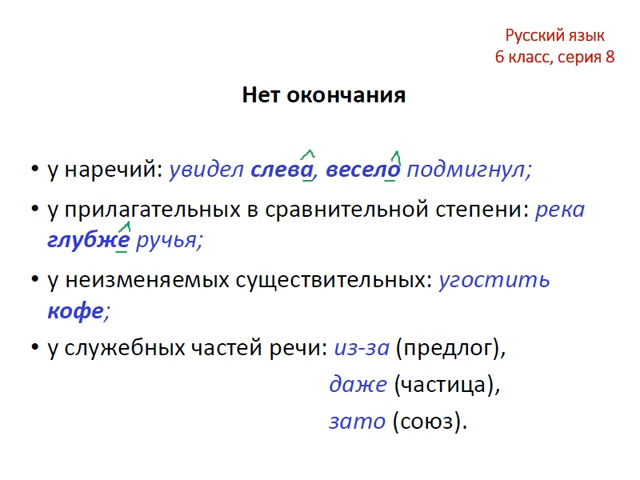 Русский язык
6 класс, серия 8
Нет окончания
• у наречий: увидел слева, весело подмигнул;
• у прилагательных в сравнительной степени: река
глубже ручья;
• у неизменяемых существительных: угостить
кофе;
• у служебных частей речи: из-за (предлог),
даже (частица),
зато (союз).